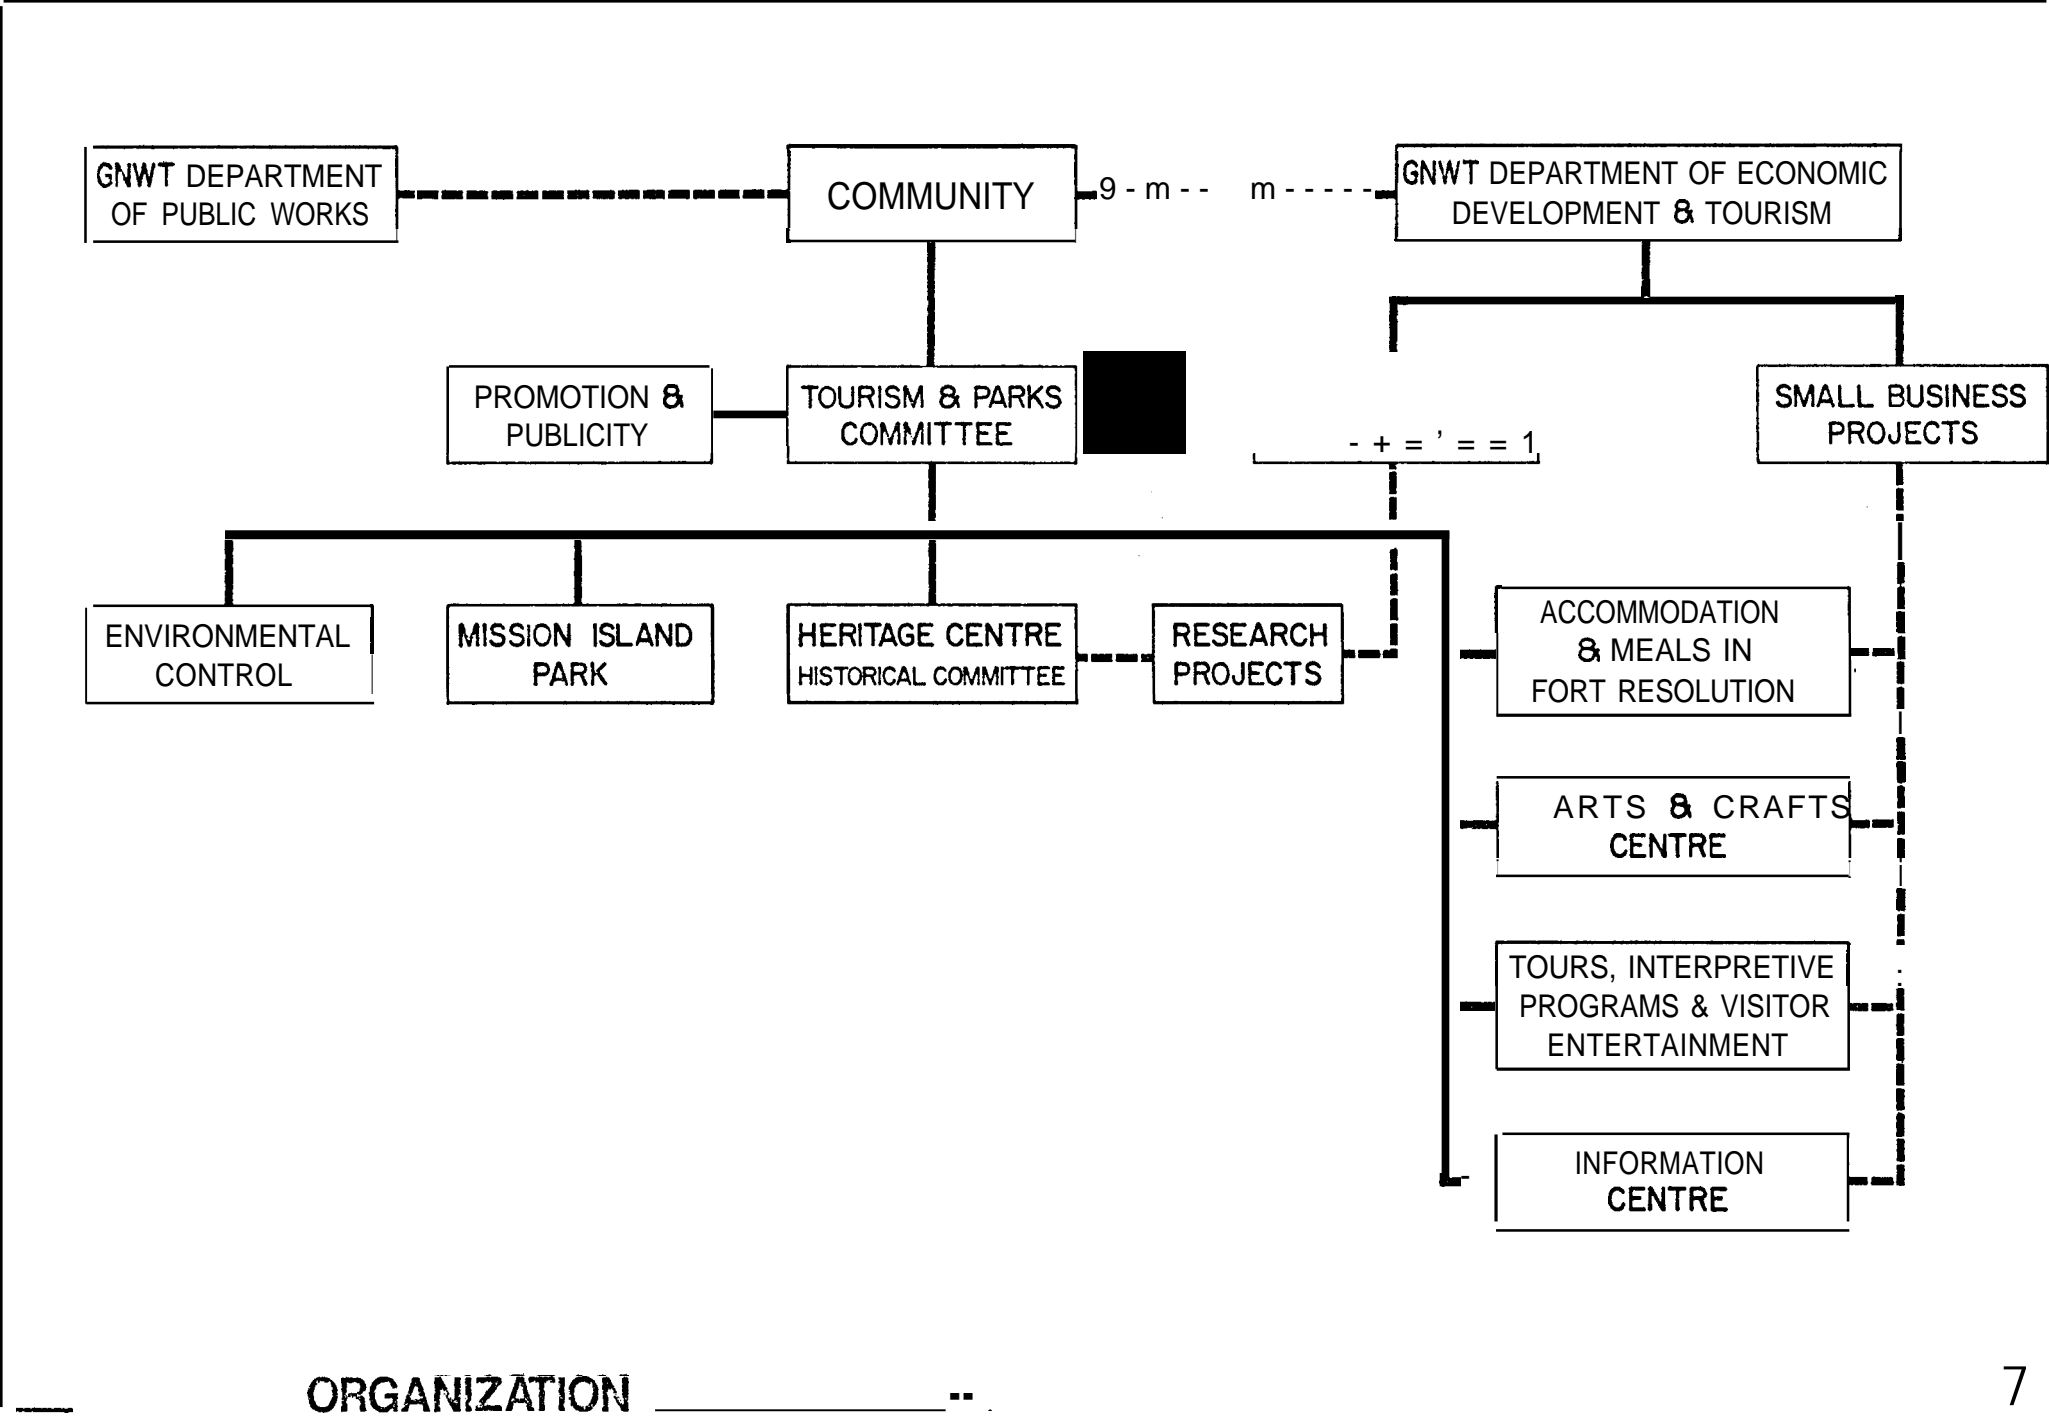 GNWT DEPARTMENT
OF PUBLIC WORKS
COMMUNITY
9 - m - - m - - - - -
GNWT DEPARTMENT OF ECONOMIC
DEVELOPMENT & TOURISM
PROMOTION &
PUBLICITY
TOURISM & PARKS
COMMITTEE
- + = ' = = 1
SMALL BUSINESS
PROJECTS
ENVIRONMENTAL
CONTROL
MISSION ISLAND
PARK
HERITAGE CENTRE
HISTORICAL COMMITTEE
RESEARCH
PROJECTS
ACCOMMODATION
& MEALS IN
FORT RESOLUTION
ARTS & CRAFTS
CENTRE
TOURS, INTERPRETIVE
PROGRAMS & VISITOR
ENTERTAINMENT
INFORMATION
CENTRE
ORGANIZATION
7